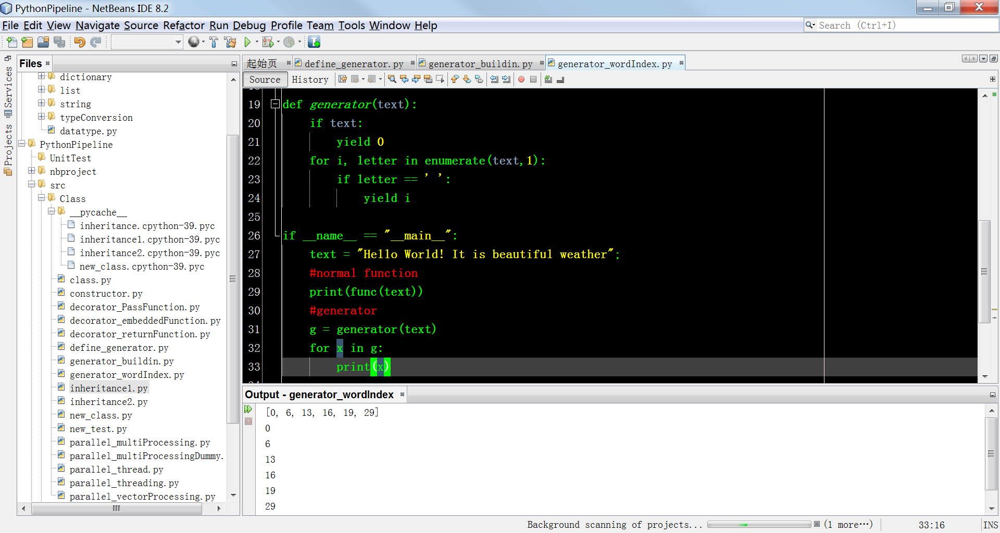 PythonPipeline - NetBeans IDE 8.2
File Edit View Navigate Source Refactor Run Debug Profile Team Tools Window Help
Search (Ctrl+I)
Services
Projects
Files
dictionary
list
string
typeConversion
datatype.py
PythonPipeline
UnitTest
nbproject
src
Class
__pycache__
inheritance.cpython-39.pyc
inheritance1.cpython-39.pyc
inheritance2.cpython-39.pyc
new_class.cpython-39.pyc
class.py
constructor.py
decorator_PassFunction.py
decorator_embeddedFunction.py
decorator_returnFunction.py
define_generator.py
generator_buildin.py
generator_wordIndex.py
inheritance1.py
inheritance2.py
new_class.py
new_test.py
parallel_multiProcessing.py
parallel_multiProcessingDummy.
parallel_thread.py
parallel_threading.py
parallel_vectorProcessing.py
起始页 define_generator.py generator_buildin.py generator_wordIndex.py
Source History
19 def generator(text):
20 if text:
21 yield 0
22 for i, letter in enumerate(text,1):
23 if letter == ' ':
24 yield i
25
26 if __name__ == "__main__":
27 text = "Hello World! It is beautiful weather";
28 #normal function
29 print(func(text))
30 #generator
31 g = generator(text)
32 for x in g:
33 print(x)
Output - generator_wordIndex
[0, 6, 13, 16, 19, 29]
0
6
13
16
19
29
Background scanning of projects... (1 more…) 33:16 INS